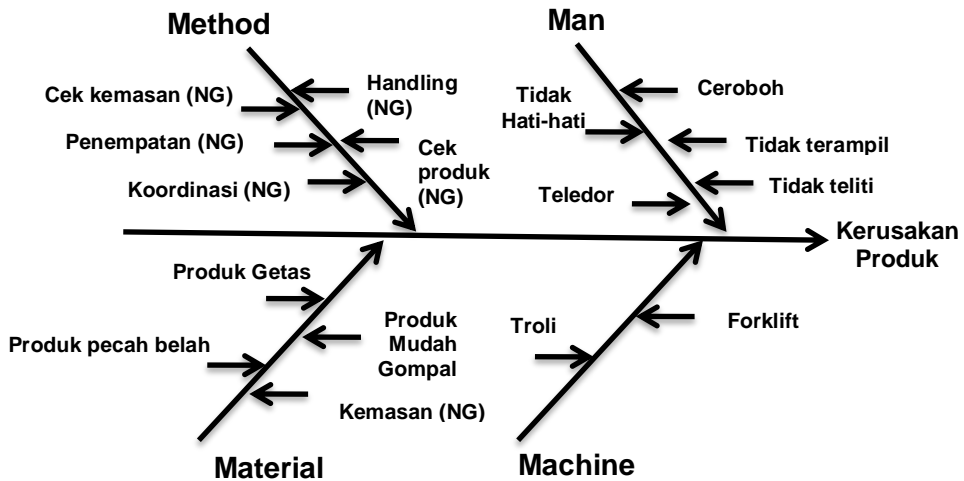 Method
Man
Cek kemasan (NG)
Handling
(NG)
Penempatan (NG)
Cek
produk
(NG)
Koordinasi (NG)
Ceroboh
Tidak
Hati-hati
Tidak terampil
Tidak teliti
Teledor
Kerusakan
Produk
Produk Getas
Produk
Mudah
Gompal
Produk pecah belah
Kemasan (NG)
Troli
Forklift
Material
Machine